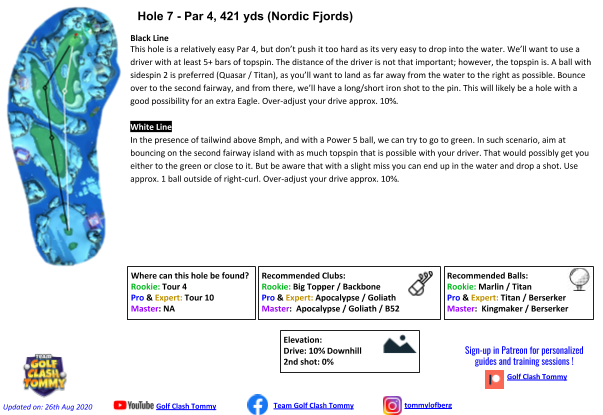 Hole 7 - Par 4, 421 yds (Nordic Fjords)
Black Line
This hole is a relatively easy Par 4, but don't push it too hard as its very easy to drop into the water. We'll want to use a
driver with at least 5+ bars of topspin. The distance of the driver is not that important; however, the topspin is. A ball with
sidespin 2 is preferred (Quasar / Titan), as you'll want to land as far away from the water to the right as possible. Bounce
over to the second fairway, and from there, we'll have a long/short iron shot to the pin. This will likely be a hole with a
good possibility for an extra Eagle. Over-adjust your drive approx. 10%.
White Line
In the presence of tailwind above 8mph, and with a Power 5 ball, we can try to go to green. In such scenario, aim at
bouncing on the second fairway island with as much topspin that is possible with your driver. That would possibly get you
either to the green or close to it. But be aware that with a slight miss you can end up in the water and drop a shot. Use
approx. 1 ball outside of right-curl. Over-adjust your drive approx. 10%.
Where can this hole be found?
Rookie: Tour 4
Pro & Expert: Tour 10
Master: NA
Recommended Clubs:
Rookie: Big Topper / Backbone
Pro & Expert: Apocalypse / Goliath
Master: Apocalypse / Goliath / B52
Recommended Balls:
Rookie: Marlin / Titan
Pro & Expert: Titan / Berserker
Master: Kingmaker / Berserker
Elevation:
Drive: 10% Downhill
2nd shot: 0%
Sign-up in Patreon for personalized
guides and training sessions !
Golf Clash Tommy
TEAM
GOLF
CLASH
TOMMY
Updated on: 26th Aug 2020
YouTube Golf Clash Tommy
Team Golf Clash Tommy
tommylofberg